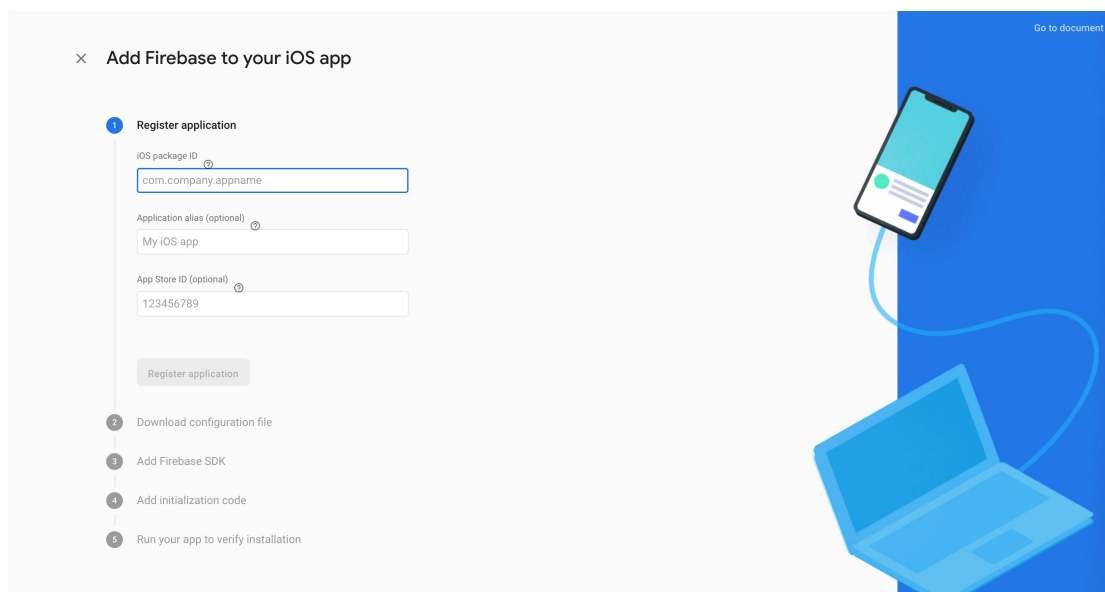 Go to document
Add Firebase to your iOS app
1 Register application
iOS package ID
com.company.appname
Application alias (optional)
My iOS app
App Store ID (optional)
123456789
Register application
2 Download configuration file
3 Add Firebase SDK
4 Add initialization code
5 Run your app to verify installation